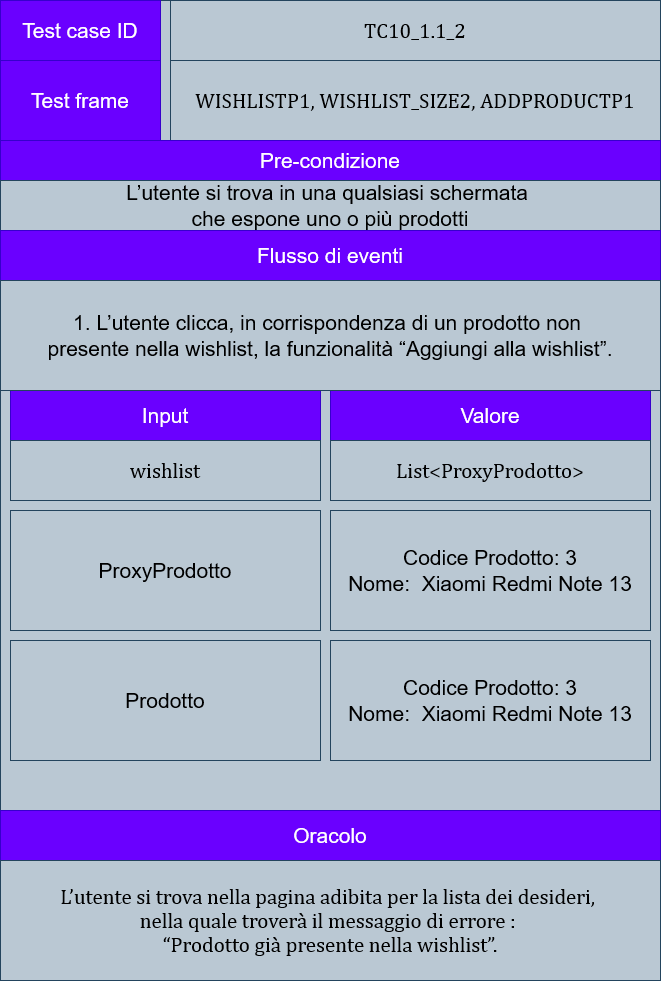 Test case ID
TC10_1.1_2
Test frame
WISHLISTP1, WISHLIST_SIZE2, ADDPRODUCTP1
Pre-condizione
L’utente si trova in una qualsiasi schermata
che espone uno o più prodotti
Flusso di eventi
1. L’utente clicca, in corrispondenza di un prodotto non
presente nella wishlist, la funzionalità “Aggiungi alla wishlist”.
Input
Valore
wishlist
List<ProxyProdotto>
ProxyProdotto
Codice Prodotto: 3
Nome:  Xiaomi Redmi Note 13
Prodotto
Codice Prodotto: 3
Nome:  Xiaomi Redmi Note 13
Oracolo
L’utente si trova nella pagina adibita per la lista dei desideri,
nella quale troverà il messaggio di errore :
“Prodotto già presente nella wishlist”.